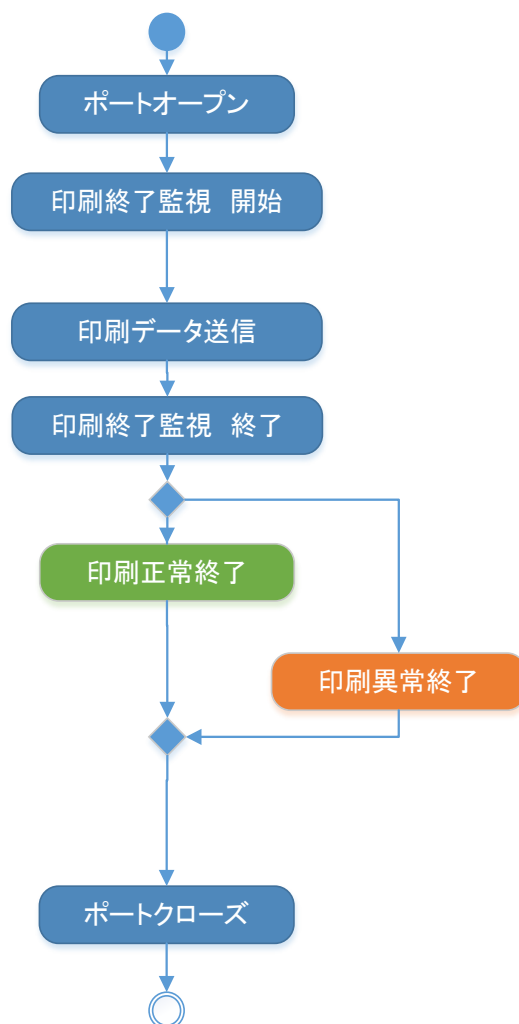 ポートオープン
印刷終了監視　開始
印刷データ送信
印刷終了監視　終了
印刷正常終了
印刷異常終了
ポートクローズ